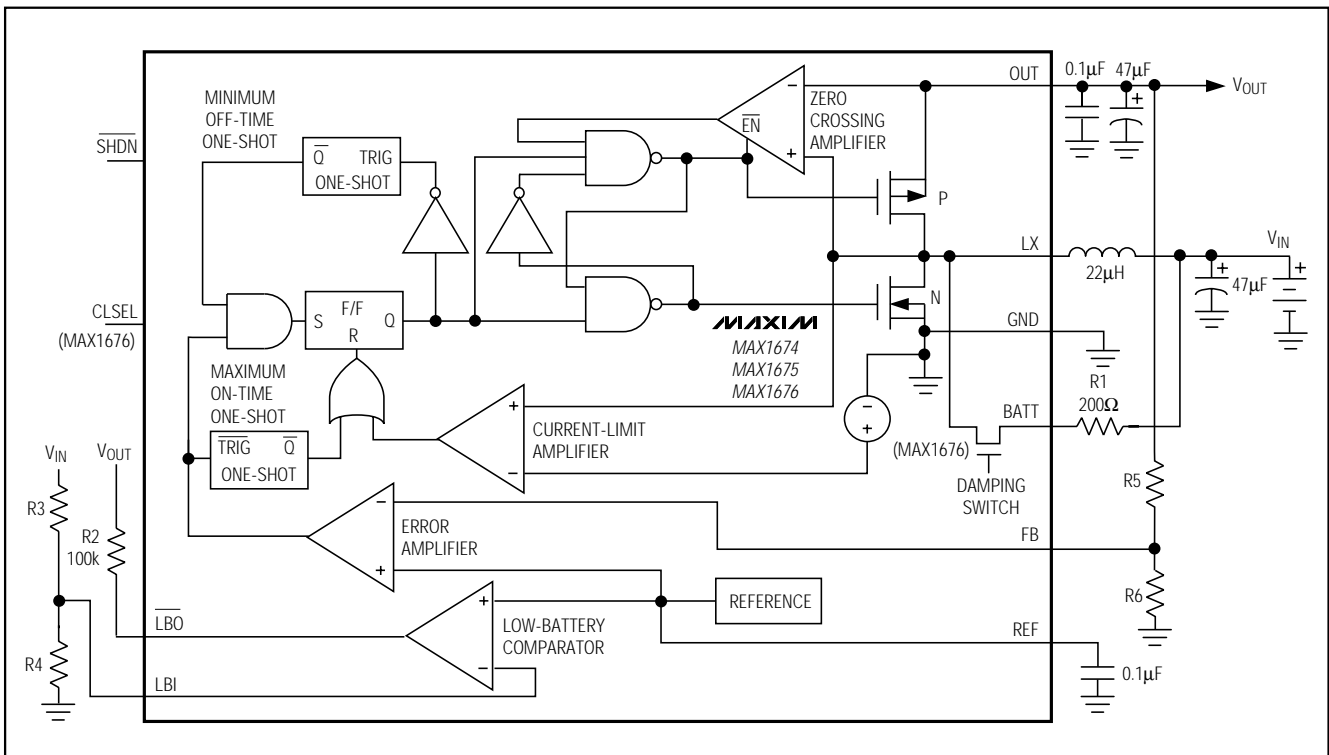 OUT
0.1µF
47µF
+
VOUT
MINIMUM
OFF-TIME
ONE-SHOT
SHDN
Q TRIG
ONE-SHOT
−
EN
+
ZERO
CROSSING
AMPLIFIER
P
LX
22µH
VIN
+
47µF
+
CLSEL
(MAX1676)
S
F/F
R
Q
N
GND
MAXIM
MAX1674
MAX1675
MAX1676
MAXIMUM
ON-TIME
ONE-SHOT
TRIG Q
ONE-SHOT
+
−
CURRENT-LIMIT
AMPLIFIER
−
+
(MAX1676)
BATT
R1
200Ω
DAMPING
SWITCH
VIN
VOUT
R3
R2
100k
−
+
ERROR
AMPLIFIER
FB
R5
R6
REFERENCE
LBO
+
−
LOW-BATTERY
COMPARATOR
REF
0.1µF
R4
LBI